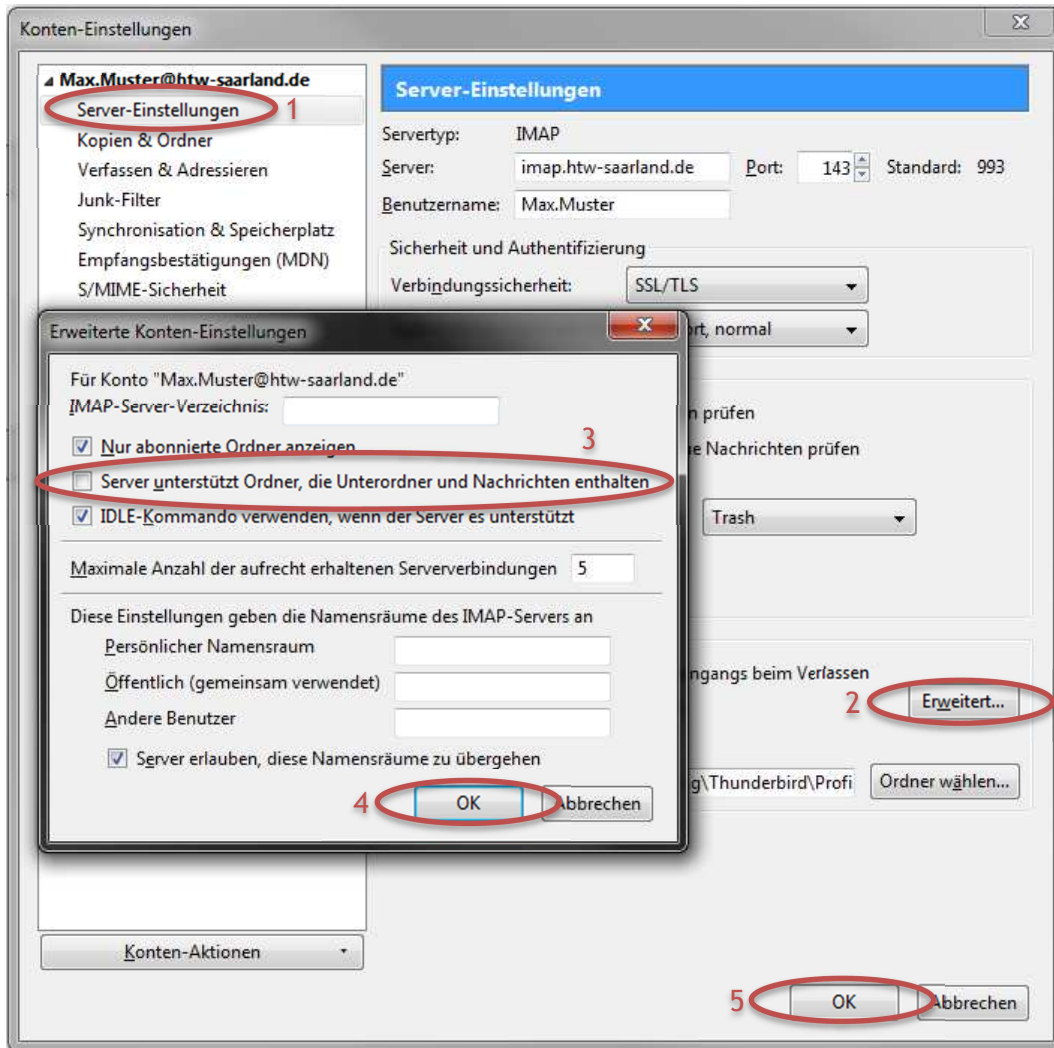 Konten-Einstellungen
Max.Muster@htw-saarland.de
Server-Einstellungen 1
Kopien & Ordner
Verfassen & Adressieren
Junk-Filter
Synchronisation & Speicherplatz
Empfangsbestätigungen (MDN)
S/MIME-Sicherheit
Server-Einstellungen
Servertyp: IMAP
Server: imap.htw-saarland.de Port: 143 Standard: 993
Benutzername: Max.Muster
Sicherheit und Authentifizierung
Verbindungssicherheit: SSL/TLS
rt, normal
n prüfen
e Nachrichten prüfen
Trash
ngangs beim Verlassen
2 Erweitert...
g\Thunderbird\Profi Ordner wählen...
Erweiterte Konten-Einstellungen
Für Konto "Max.Muster@htw-saarland.de"
IMAP-Server-Verzeichnis:
Nur abonnierte Ordner anzeigen
3
Server unterstützt Ordner, die Unterordner und Nachrichten enthalten
IDLE-Kommando verwenden, wenn der Server es unterstützt
Maximale Anzahl der aufrecht erhaltenen Serververbindungen 5
Diese Einstellungen geben die Namensräume des IMAP-Servers an
Persönlicher Namensraum
Öffentlich (gemeinsam verwendet)
Andere Benutzer
Server erlauben, diese Namensräume zu übergehen
4 OK Abbrechen
Konten-Aktionen
5 OK Abbrechen